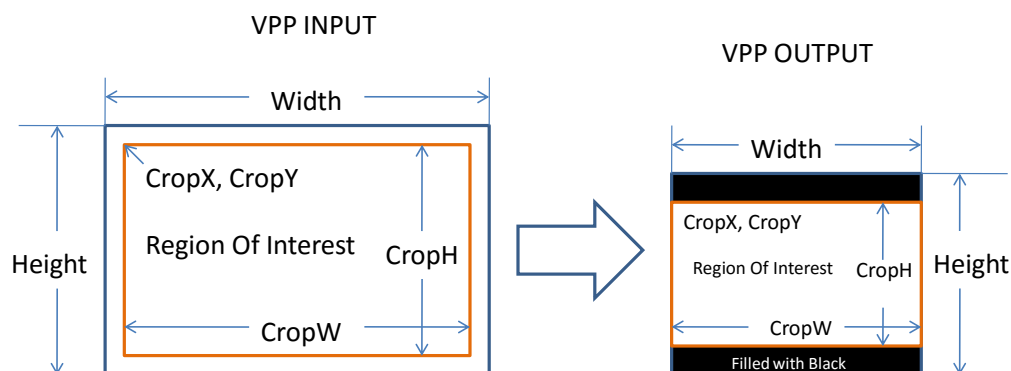 VPP INPUT
Width
CropX, CropY
Region Of Interest
Height
CropH
CropW
VPP OUTPUT
Width
CropX, CropY
Region Of Interest
CropH
Height
CropW
Filled with Black